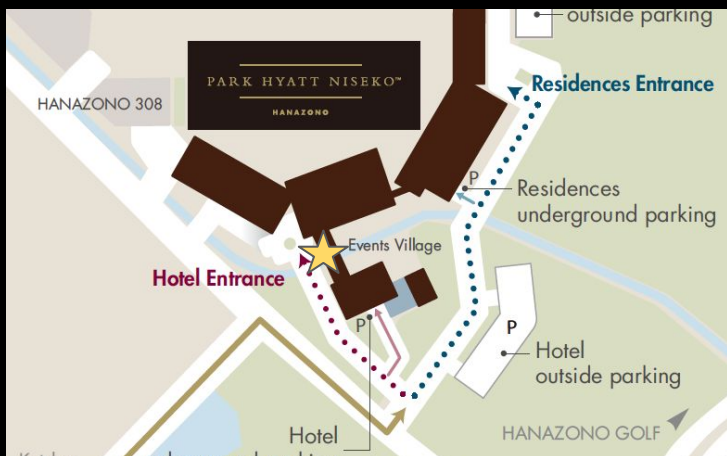 outside parking
PARK HYATT NISEKO™
HANAZONO
HANAZONO 308
Residences Entrance
P
Residences
underground parking
Events Village
Hotel Entrance
P
P
Hotel
outside parking
HANAZONO GOLF
Hotel